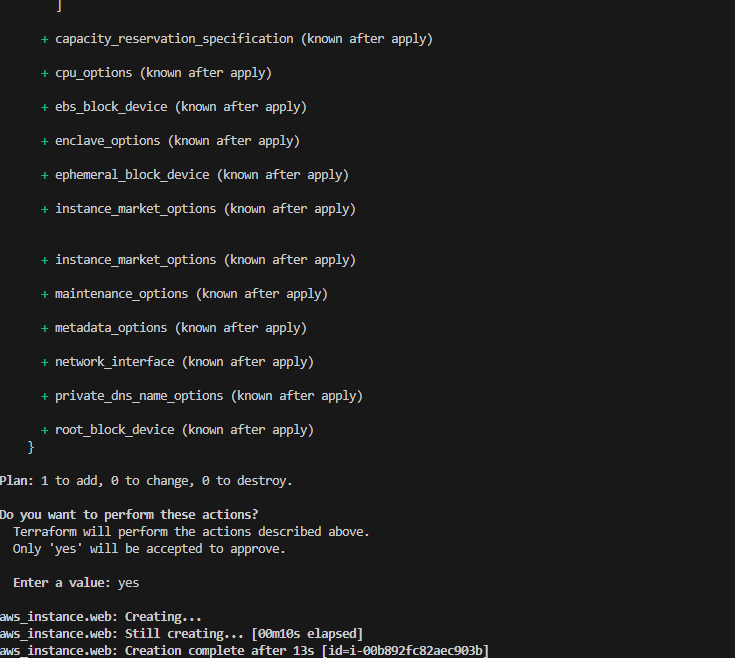 ]
+ capacity_reservation_specification (known after apply)
+ cpu_options (known after apply)
+ ebs_block_device (known after apply)
+ enclave_options (known after apply)
+ ephemeral_block_device (known after apply)
+ instance_market_options (known after apply)
+ instance_market_options (known after apply)
+ maintenance_options (known after apply)
+ metadata_options (known after apply)
+ network_interface (known after apply)
+ private_dns_name_options (known after apply)
+ root_block_device (known after apply)
}
Plan: 1 to add, 0 to change, 0 to destroy.
Do you want to perform these actions?
Terraform will perform the actions described above.
Only 'yes' will be accepted to approve.
Enter a value: yes
aws_instance.web: Creating...
aws_instance.web: Still creating... [00m10s elapsed]
aws_instance.web: Creation complete after 13s [id=i-00b892fc82aec903b]